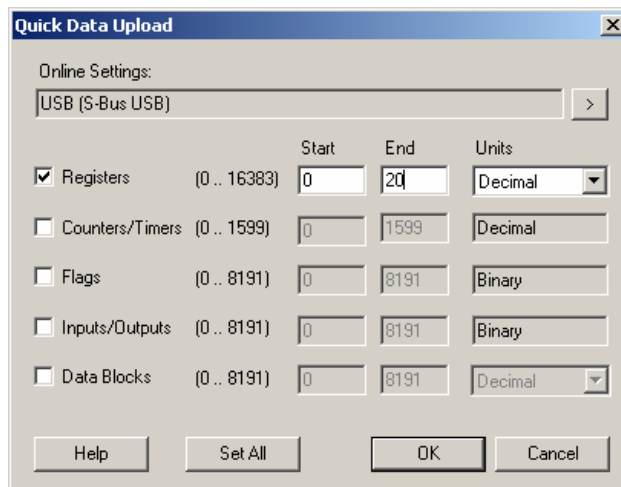 Quick Data Upload
Online Settings:
USB (S-Bus USB) >
Start End Units
Registers (0 .. 16383) 0 20 Decimal
Counters/Timers (0 .. 1599) 0 1599 Decimal
Flags (0 .. 8191) 0 8191 Binary
Inputs/Outputs (0 .. 8191) 0 8191 Binary
Data Blocks (0 .. 8191) 0 8191 Decimal
Help Set All OK Cancel